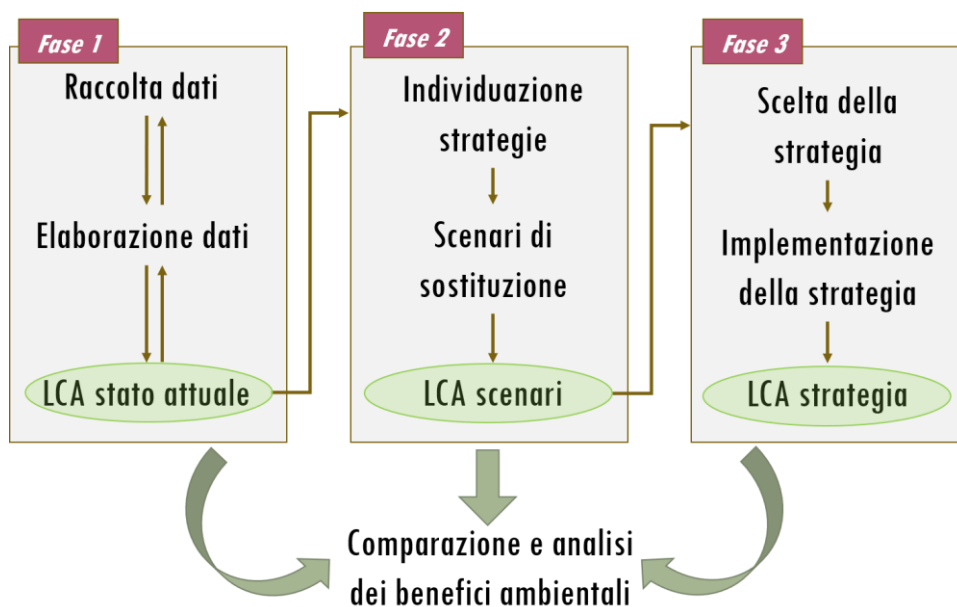 Fase 1
Raccolta dati
Elaborazione dati
LCA stato attuale
Fase 2
Individuazione
strategie
Scenari di
sostituzione
LCA scenari
Fase 3
Scelta della
strategia
Implementazione
della strategia
LCA strategia
Comparazione e analisi
dei benefici ambientali